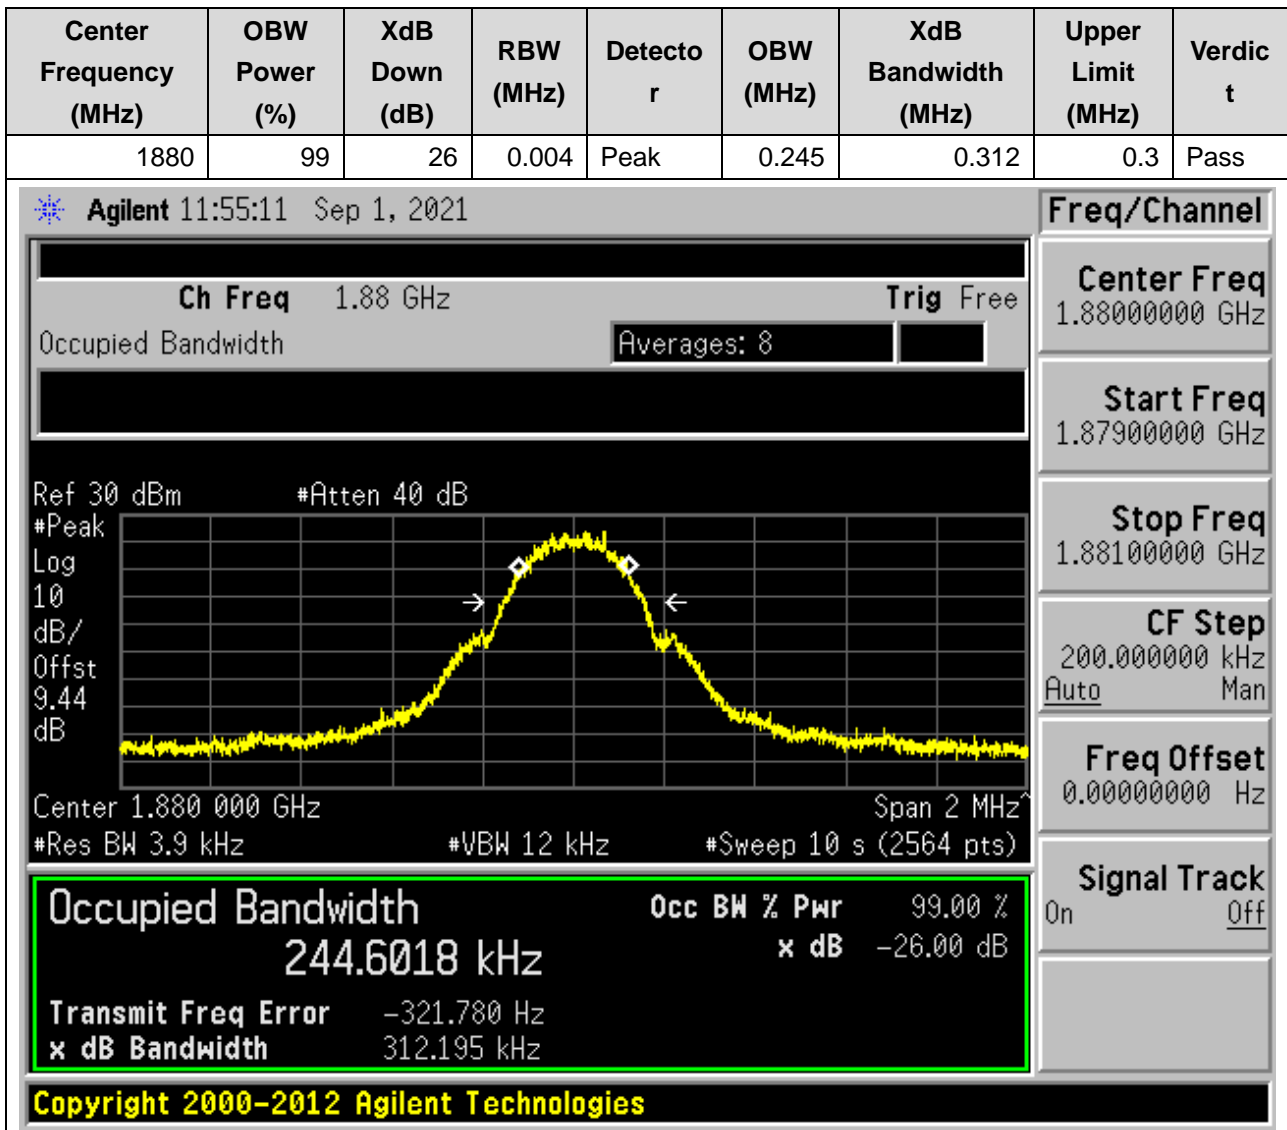 Center Frequency (MHz) OBW Power (%) XdB Down (dB) RBW (MHz) Detecto r OBW (MHz) XdB Bandwidth (MHz) Upper Limit (MHz) Verdic t
1880 99 26 0.004 Peak 0.245 0.312 0.3 Pass
Agilent 11:55:11 Sep 1, 2021
Freq/Channel
Ch Freq 1.88 GHz Trig Free
Occupied Bandwidth Averages: 8
Center Freq
1.88000000 GHz
Start Freq
1.87900000 GHz
Stop Freq
1.88100000 GHz
CF Step
200.000000 kHz
Auto Man
Freq Offset
0.00000000 Hz
Signal Track
On Off
Ref 30 dBm #Atten 40 dB
#Peak
Log
10
dB/
Offst
9.44
dB
Center 1.880 000 GHz Span 2 MHz^
#Res BW 3.9 kHz #VBW 12 kHz #Sweep 10 s (2564 pts)
Occupied Bandwidth Occ BW % Pwr 99.00 %
244.6018 kHz x dB -26.00 dB
Transmit Freq Error -321.780 Hz
x dB Bandwidth 312.195 kHz
Copyright 2000-2012 Agilent Technologies